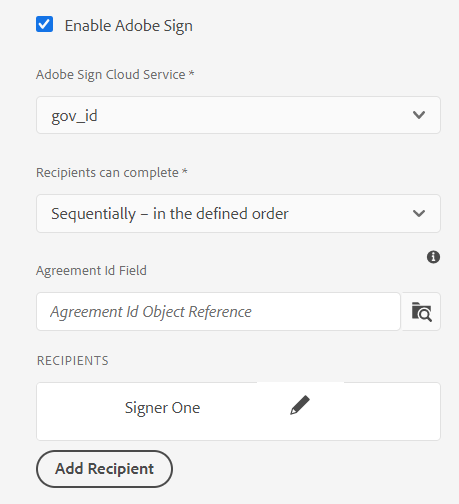 Enable Adobe Sign
Adobe Sign Cloud Service *
gov_id
Recipients can complete *
Sequentially – in the defined order
Agreement Id Field
Agreement Id Object Reference
RECIPIENTS
Signer One
Add Recipient